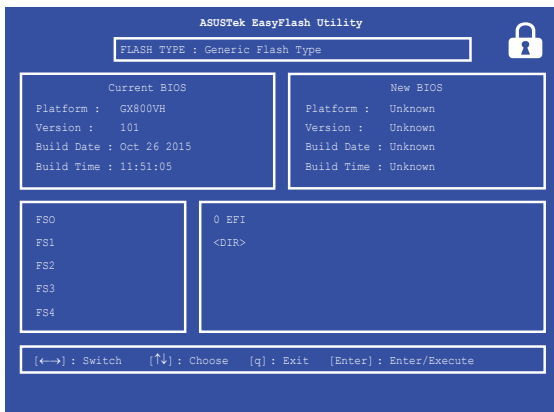 ASUSTek EasyFlash Utility
FLASH TYPE : Generic Flash Type
Current BIOS
Platform : GX800VH
Version : 101
Build Date : Oct 26 2015
Build Time : 11:51:05
New BIOS
Platform : Unknown
Version : Unknown
Build Date : Unknown
Build Time : Unknown
FSO
FS1
FS2
FS3
FS4
0 EFI
<DIR>
[←→] : Switch [↑↓] : Choose [q] : Exit [Enter] : Enter/Execute